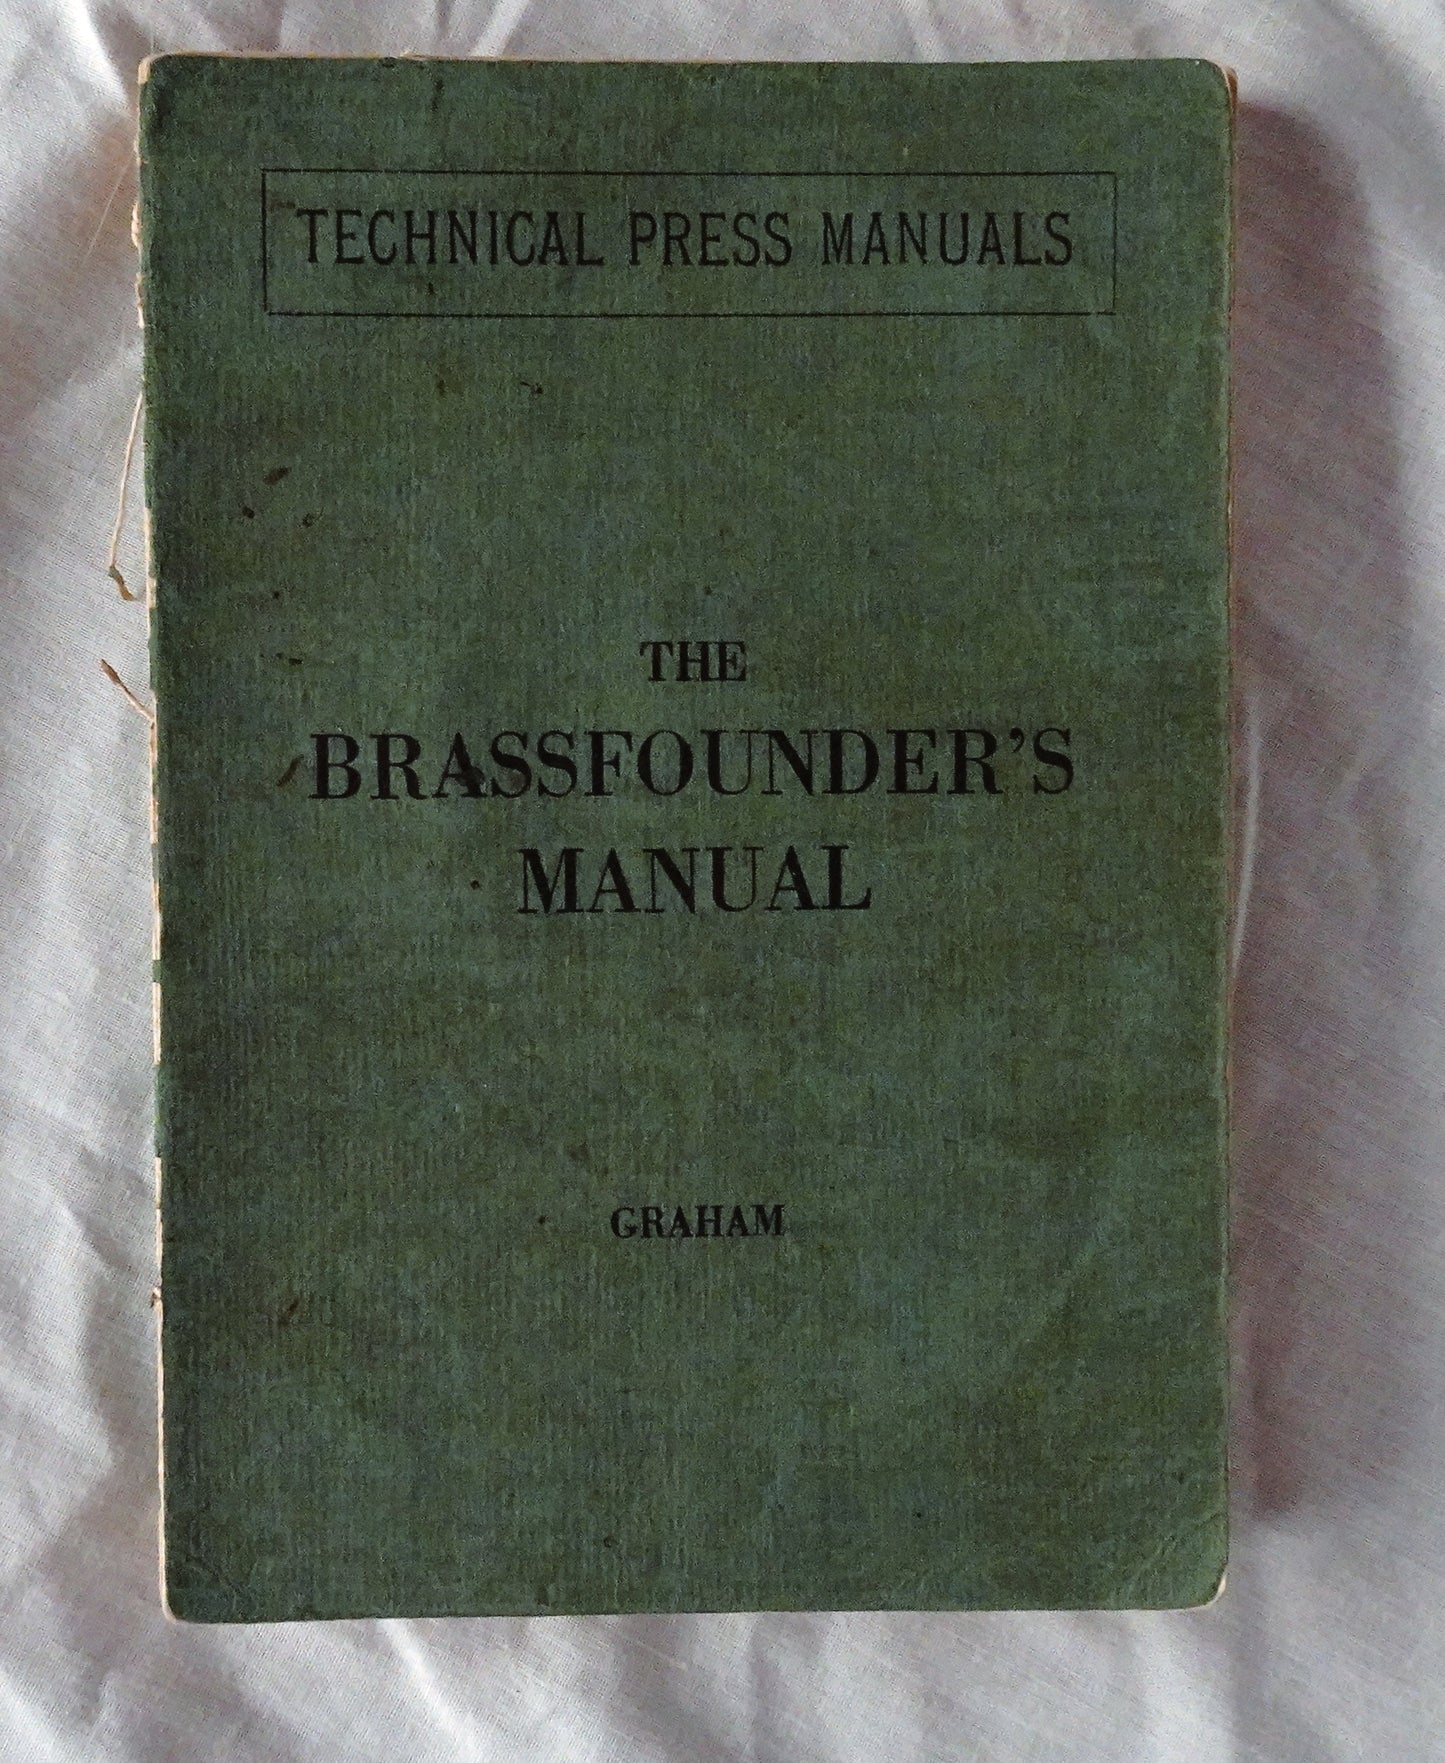 TECHNICAL PRESS MANUALS
THE
BRASSFOUNDER'S
MANUAL
GRAHAM